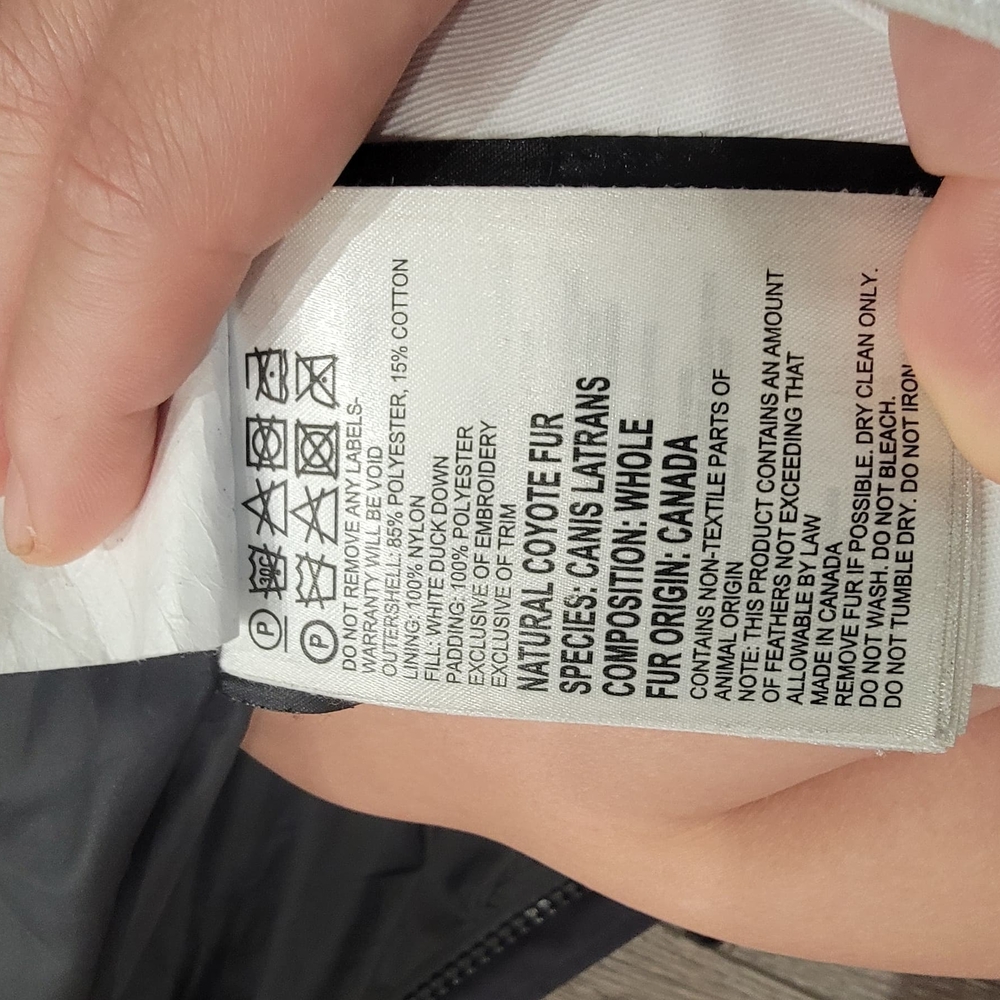 P 30C
P
DO NOT REMOVE ANY LABELS-
WARRANTY WILL BE VOID
OUTERSHELL: 85% POLYESTER, 15% COTTON
LINING: 100% NYLON
FILL: WHITE DUCK DOWN
PADDING: 100% POLYESTER
EXCLUSIVE OF EMBROIDERY
EXCLUSIVE OF TRIM
NATURAL COYOTE FUR
SPECIES: CANIS LATRANS
COMPOSITION: WHOLE
FUR ORIGIN: CANADA
CONTAINS NON-TEXTILE PARTS OF
ANIMAL ORIGIN
NOTE: THIS PRODUCT CONTAINS AN AMOUNT
OF FEATHERS NOT EXCEEDING THAT
ALLOWABLE BY LAW
MADE IN CANADA
REMOVE FUR IF POSSIBLE. DRY CLEAN ONLY.
DO NOT WASH. DO NOT BLEACH.
DO NOT TUMBLE DRY. DO NOT IRON